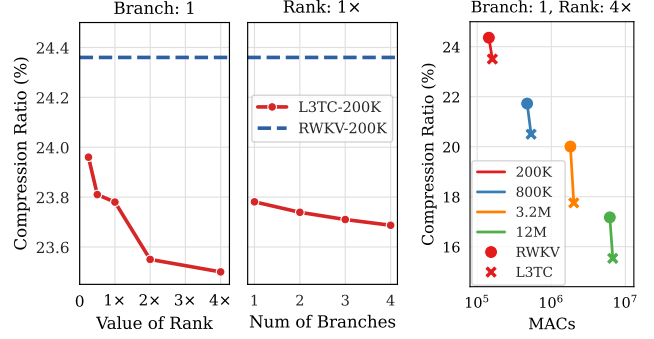 Branch: 1
Compression Ratio (%)
24.4
24.2
24.0
23.8
23.6
0 1× 2× 3× 4×
Value of Rank
Rank: 1×
L3TC-200K
RWKV-200K
1 2 3 4
Num of Branches
Branch: 1, Rank: 4×
Compression Ratio (%)
24
22
20
18
16
200K
800K
3.2M
12M
RWKV
L3TC
10⁵ 10⁶ 10⁷
MACs